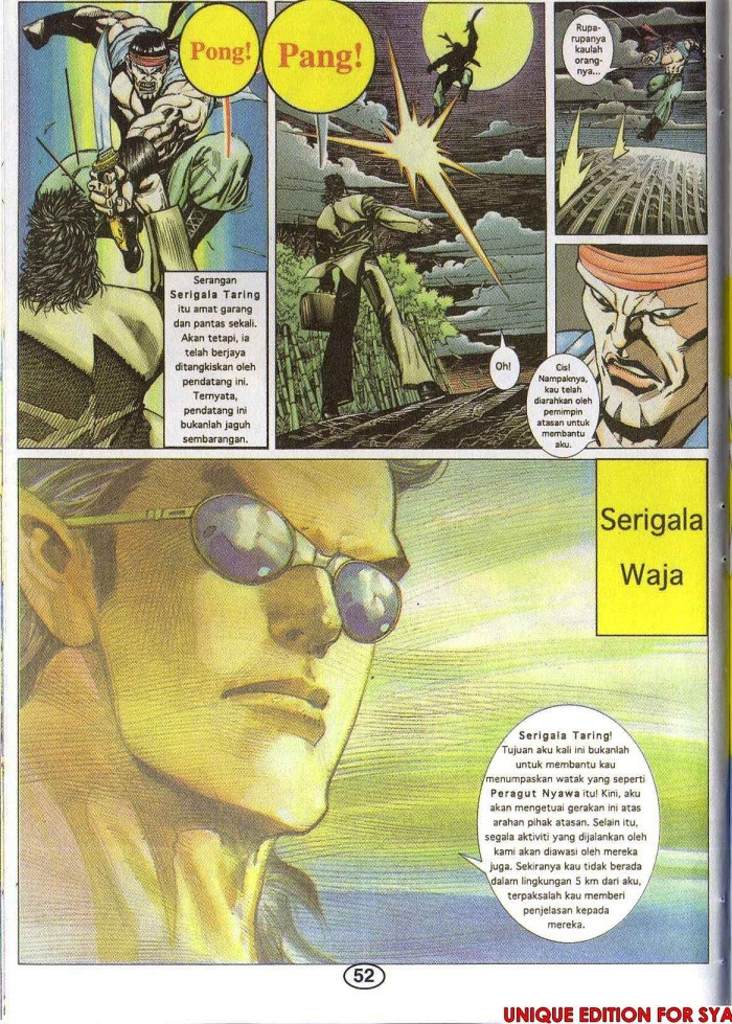 Pong!
Pang!
Rupa-
rupanya
kaulah
orang-
nya...
Serangan
Serigala Taring
itu amat garang
dan pantas sekali.
Akan tetapi, ia
telah berjaya
ditangkiskan oleh
pendatang ini.
Ternyata,
pendatang ini
bukanlah jaguh
sembarangan.
Oh!
Cis!
Nampaknya,
kau telah
diarahkan oleh
pemimpin
atasan untuk
membantu
aku.
Serigala
Waja
Serigala Taring!
Tujuan aku kali ini bukanlah
untuk membantu kau
menumpaskan watak yang seperti
Peragut Nyawa itu! Kini, aku
akan mengetuai gerakan ini atas
arahan pihak atasan. Selain itu,
segala aktiviti yang dijalankan oleh
kami akan diawasi oleh mereka
juga. Sekiranya kau tidak berada
dalam lingkungan 5 km dari aku,
terpaksalah kau memberi
penjelasan kepada
mereka.
52
UNIQUE EDITION FOR SYA